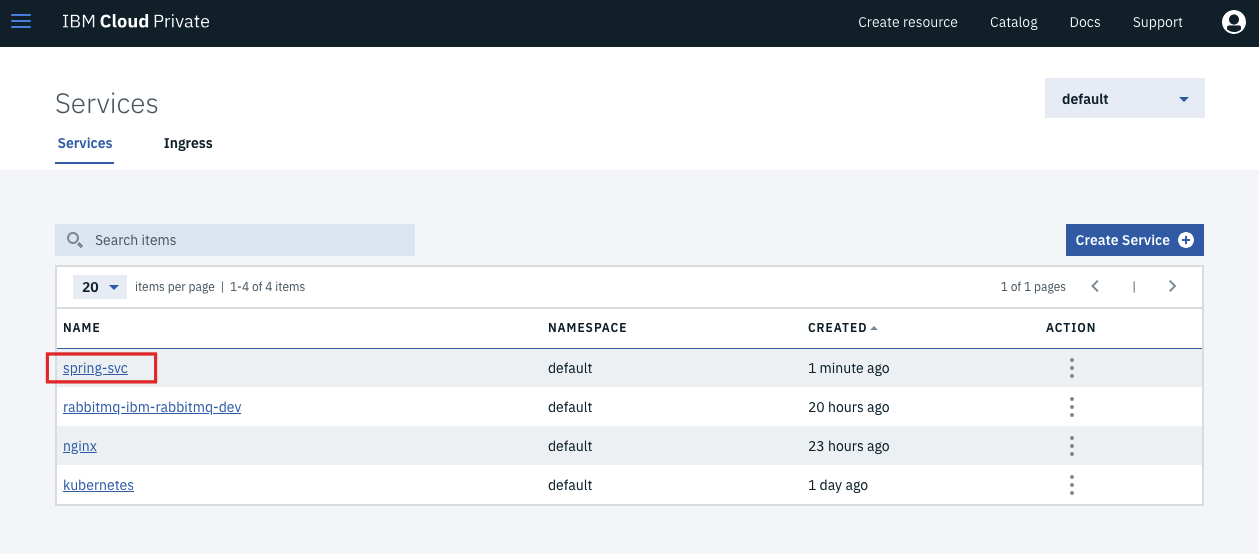 IBM Cloud Private Create resource Catalog Docs Support
Services
default
Services Ingress
Search items
Create Service
20 items per page | 1-4 of 4 items 1 of 1 pages |
NAME NAMESPACE CREATED ACTION
spring-svc default 1 minute ago
rabbitmq-ibm-rabbitmq-dev default 20 hours ago
nginx default 23 hours ago
kubernetes default 1 day ago